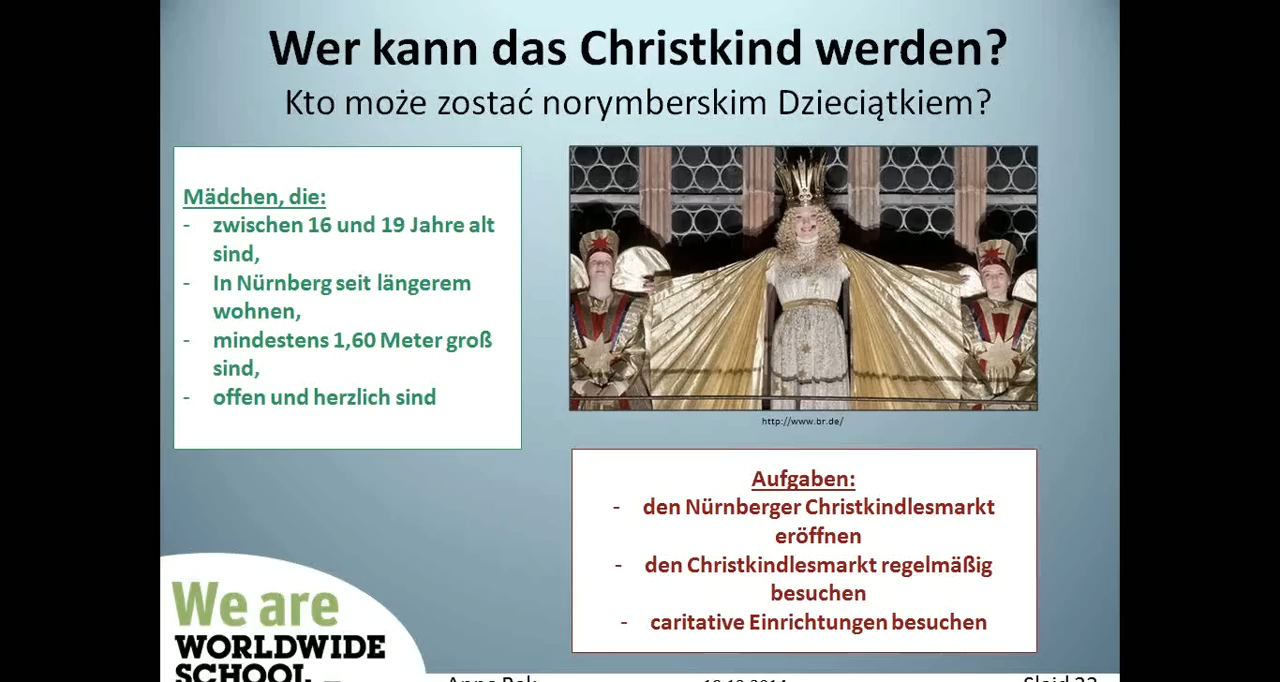 Wer kann das Christkind werden?
Kto może zostać norymberskim Dzieciątkiem?
Mädchen, die:
- zwischen 16 und 19 Jahre alt
sind,
- In Nürnberg seit längerem
wohnen,
- mindestens 1,60 Meter groß
sind,
- offen und herzlich sind
http://www.br.de/
Aufgaben:
- den Nürnberger Christkindlesmarkt
eröffnen
- den Christkindlesmarkt regelmäßig
besuchen
- caritative Einrichtungen besuchen
We are
WORLDWIDE
SCHOOL